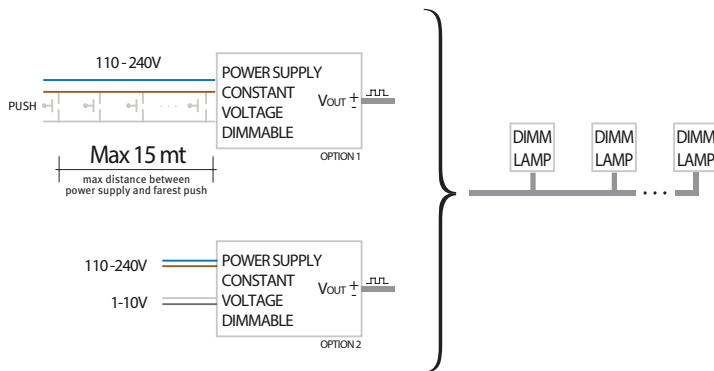 110-240V
PUSH
POWER SUPPLY
CONSTANT
VOLTAGE
DIMMABLE
VOUT +
-
OPTION 1
Max 15 mt
max distance between
power supply and farest push
DIMM
LAMP
DIMM
LAMP
...
DIMM
LAMP
110-240V
1-10V
POWER SUPPLY
CONSTANT
VOLTAGE
DIMMABLE
VOUT +
-
OPTION 2